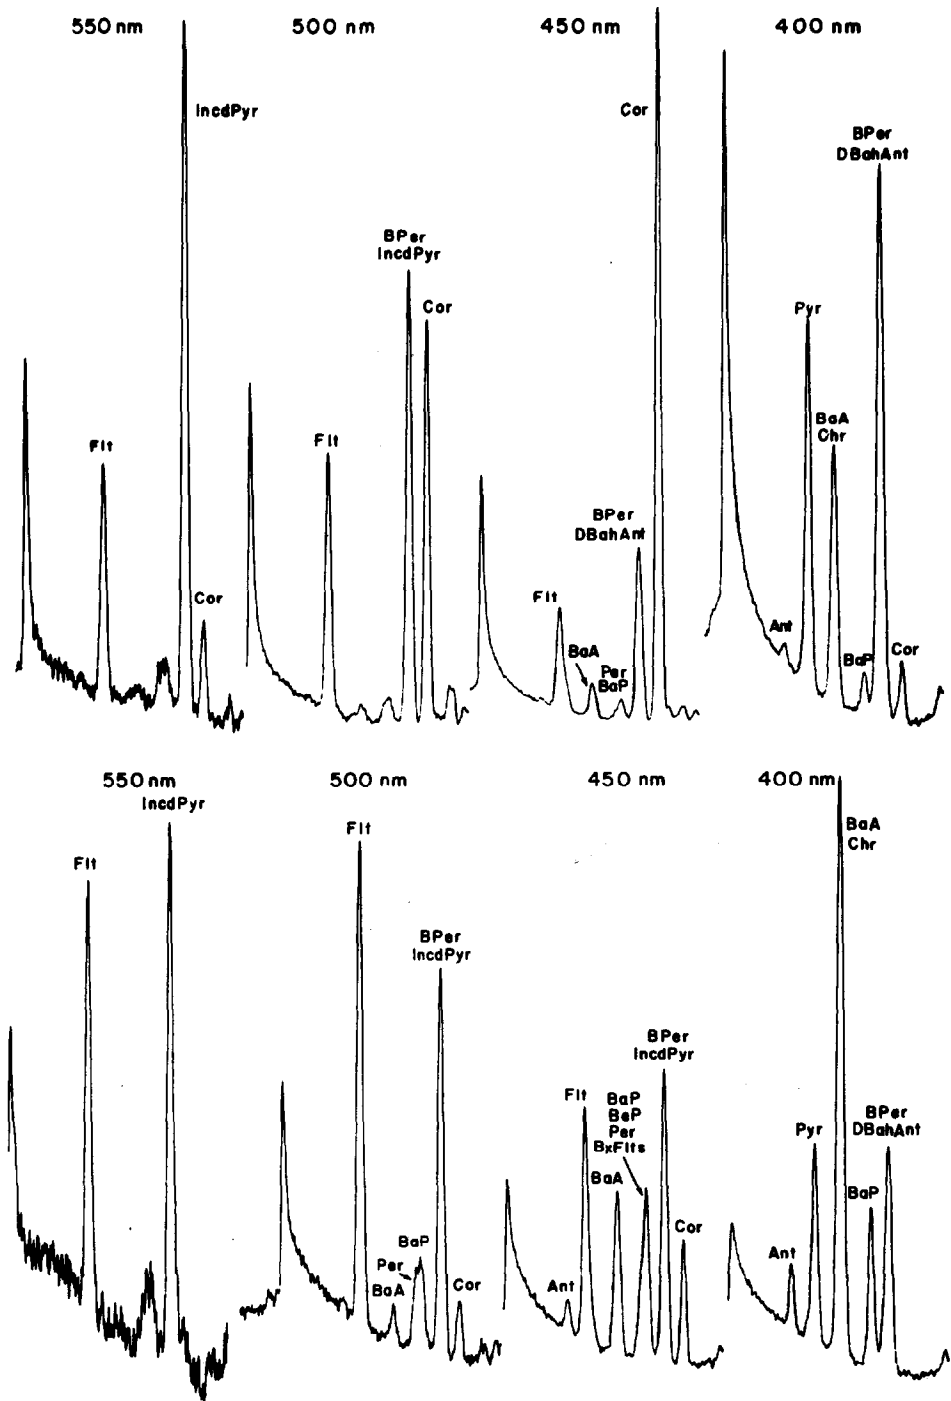 550 nm
500 nm
450 nm
400 nm
IncdPyr
Flt
Cor
BPer
IncdPyr
Cor
Flt
Cor
BPer
DBahAnt
Flt
BaA
Per
BaP
BPer
DBahAnt
Pyr
BaA
Chr
Ant
BaP
Cor
550 nm
500 nm
450 nm
400 nm
IncdPyr
Flt
Flt
BPer
IncdPyr
BaP
Per
BaA
Cor
BPer
IncdPyr
Flt
BaP
BeP
Per
BxFlts
BaA
Ant
Cor
BaA
Chr
Pyr
BPer
DBahAnt
BaP
Ant